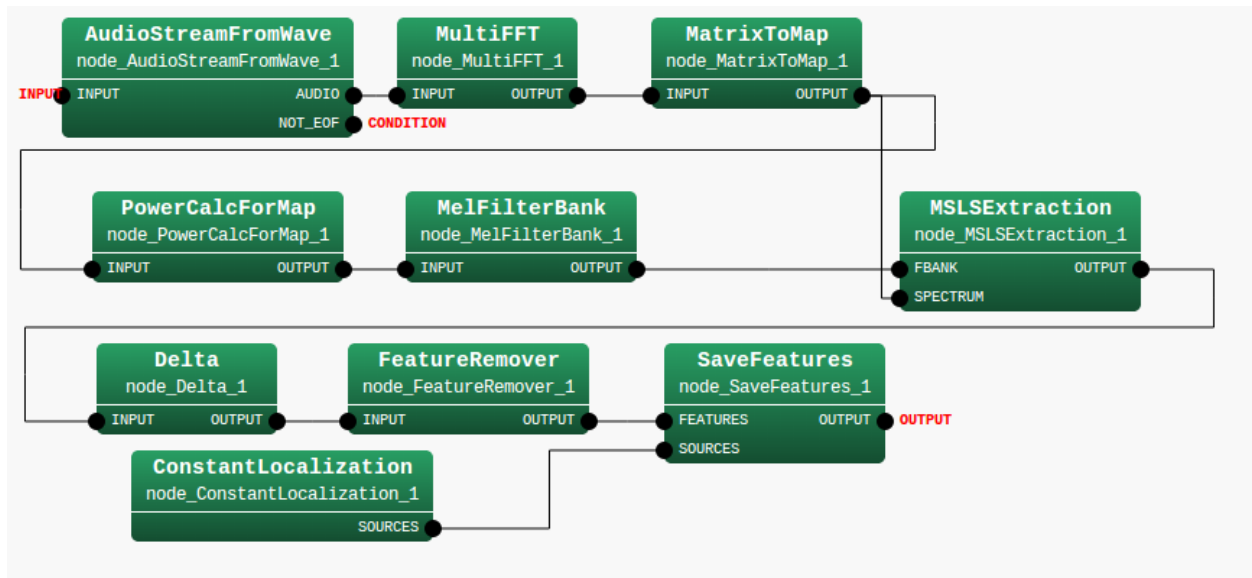 AudioStreamFromWave
node_AudioStreamFromWave_1
INPUT INPUT AUDIO
NOT_EOF CONDITION
MultiFFT
node_MultiFFT_1
INPUT OUTPUT
MatrixToMap
node_MatrixToMap_1
INPUT OUTPUT
PowerCalcForMap
node_PowerCalcForMap_1
INPUT OUTPUT
MelFilterBank
node_MelFilterBank_1
INPUT OUTPUT
MSLSExtraction
node_MSLSExtraction_1
FBANK OUTPUT
SPECTRUM
Delta
node_Delta_1
INPUT OUTPUT
FeatureRemover
node_FeatureRemover_1
INPUT OUTPUT
SaveFeatures
node_SaveFeatures_1
FEATURES OUTPUT OUTPUT
SOURCES
ConstantLocalization
node_ConstantLocalization_1
SOURCES